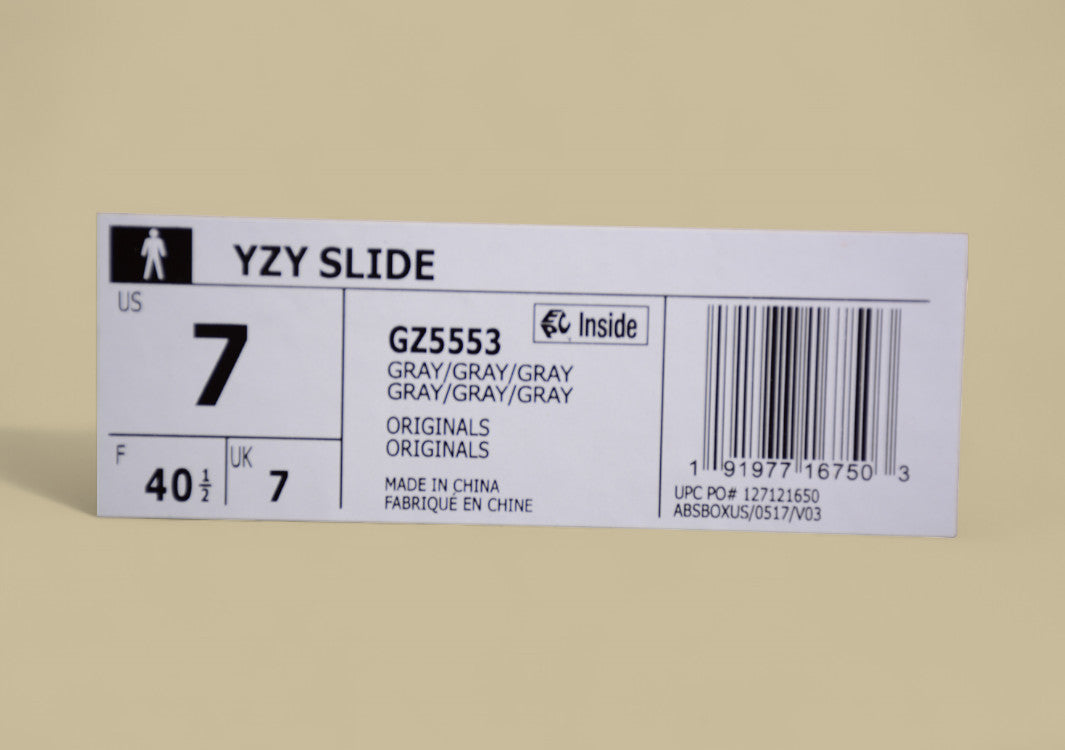 YZY SLIDE
US
7
F
40 1/2
UK
7
GZ5553
Inside
GRAY/GRAY/GRAY
GRAY/GRAY/GRAY
ORIGINALS
ORIGINALS
MADE IN CHINA
FABRIQUÉ EN CHINE
1 91977 16750 3
UPC PO# 127121650
ABSBOXUS/0517/V03